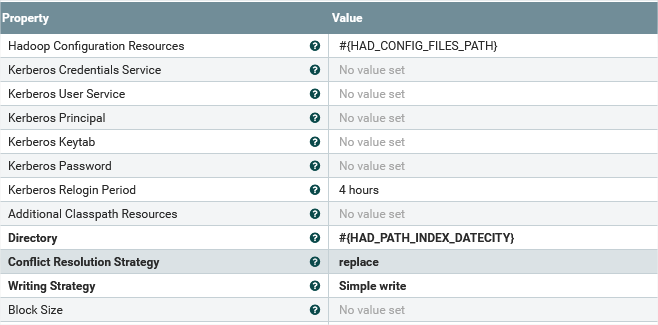 Property Value
Hadoop Configuration Resources ? #{HAD_CONFIG_FILES_PATH}
Kerberos Credentials Service ? No value set
Kerberos User Service ? No value set
Kerberos Principal ? No value set
Kerberos Keytab ? No value set
Kerberos Password ? No value set
Kerberos Relogin Period ? 4 hours
Additional Classpath Resources ? No value set
Directory ? #{HAD_PATH_INDEX_DATECITY}
Conflict Resolution Strategy ? replace
Writing Strategy ? Simple write
Block Size ? No value set